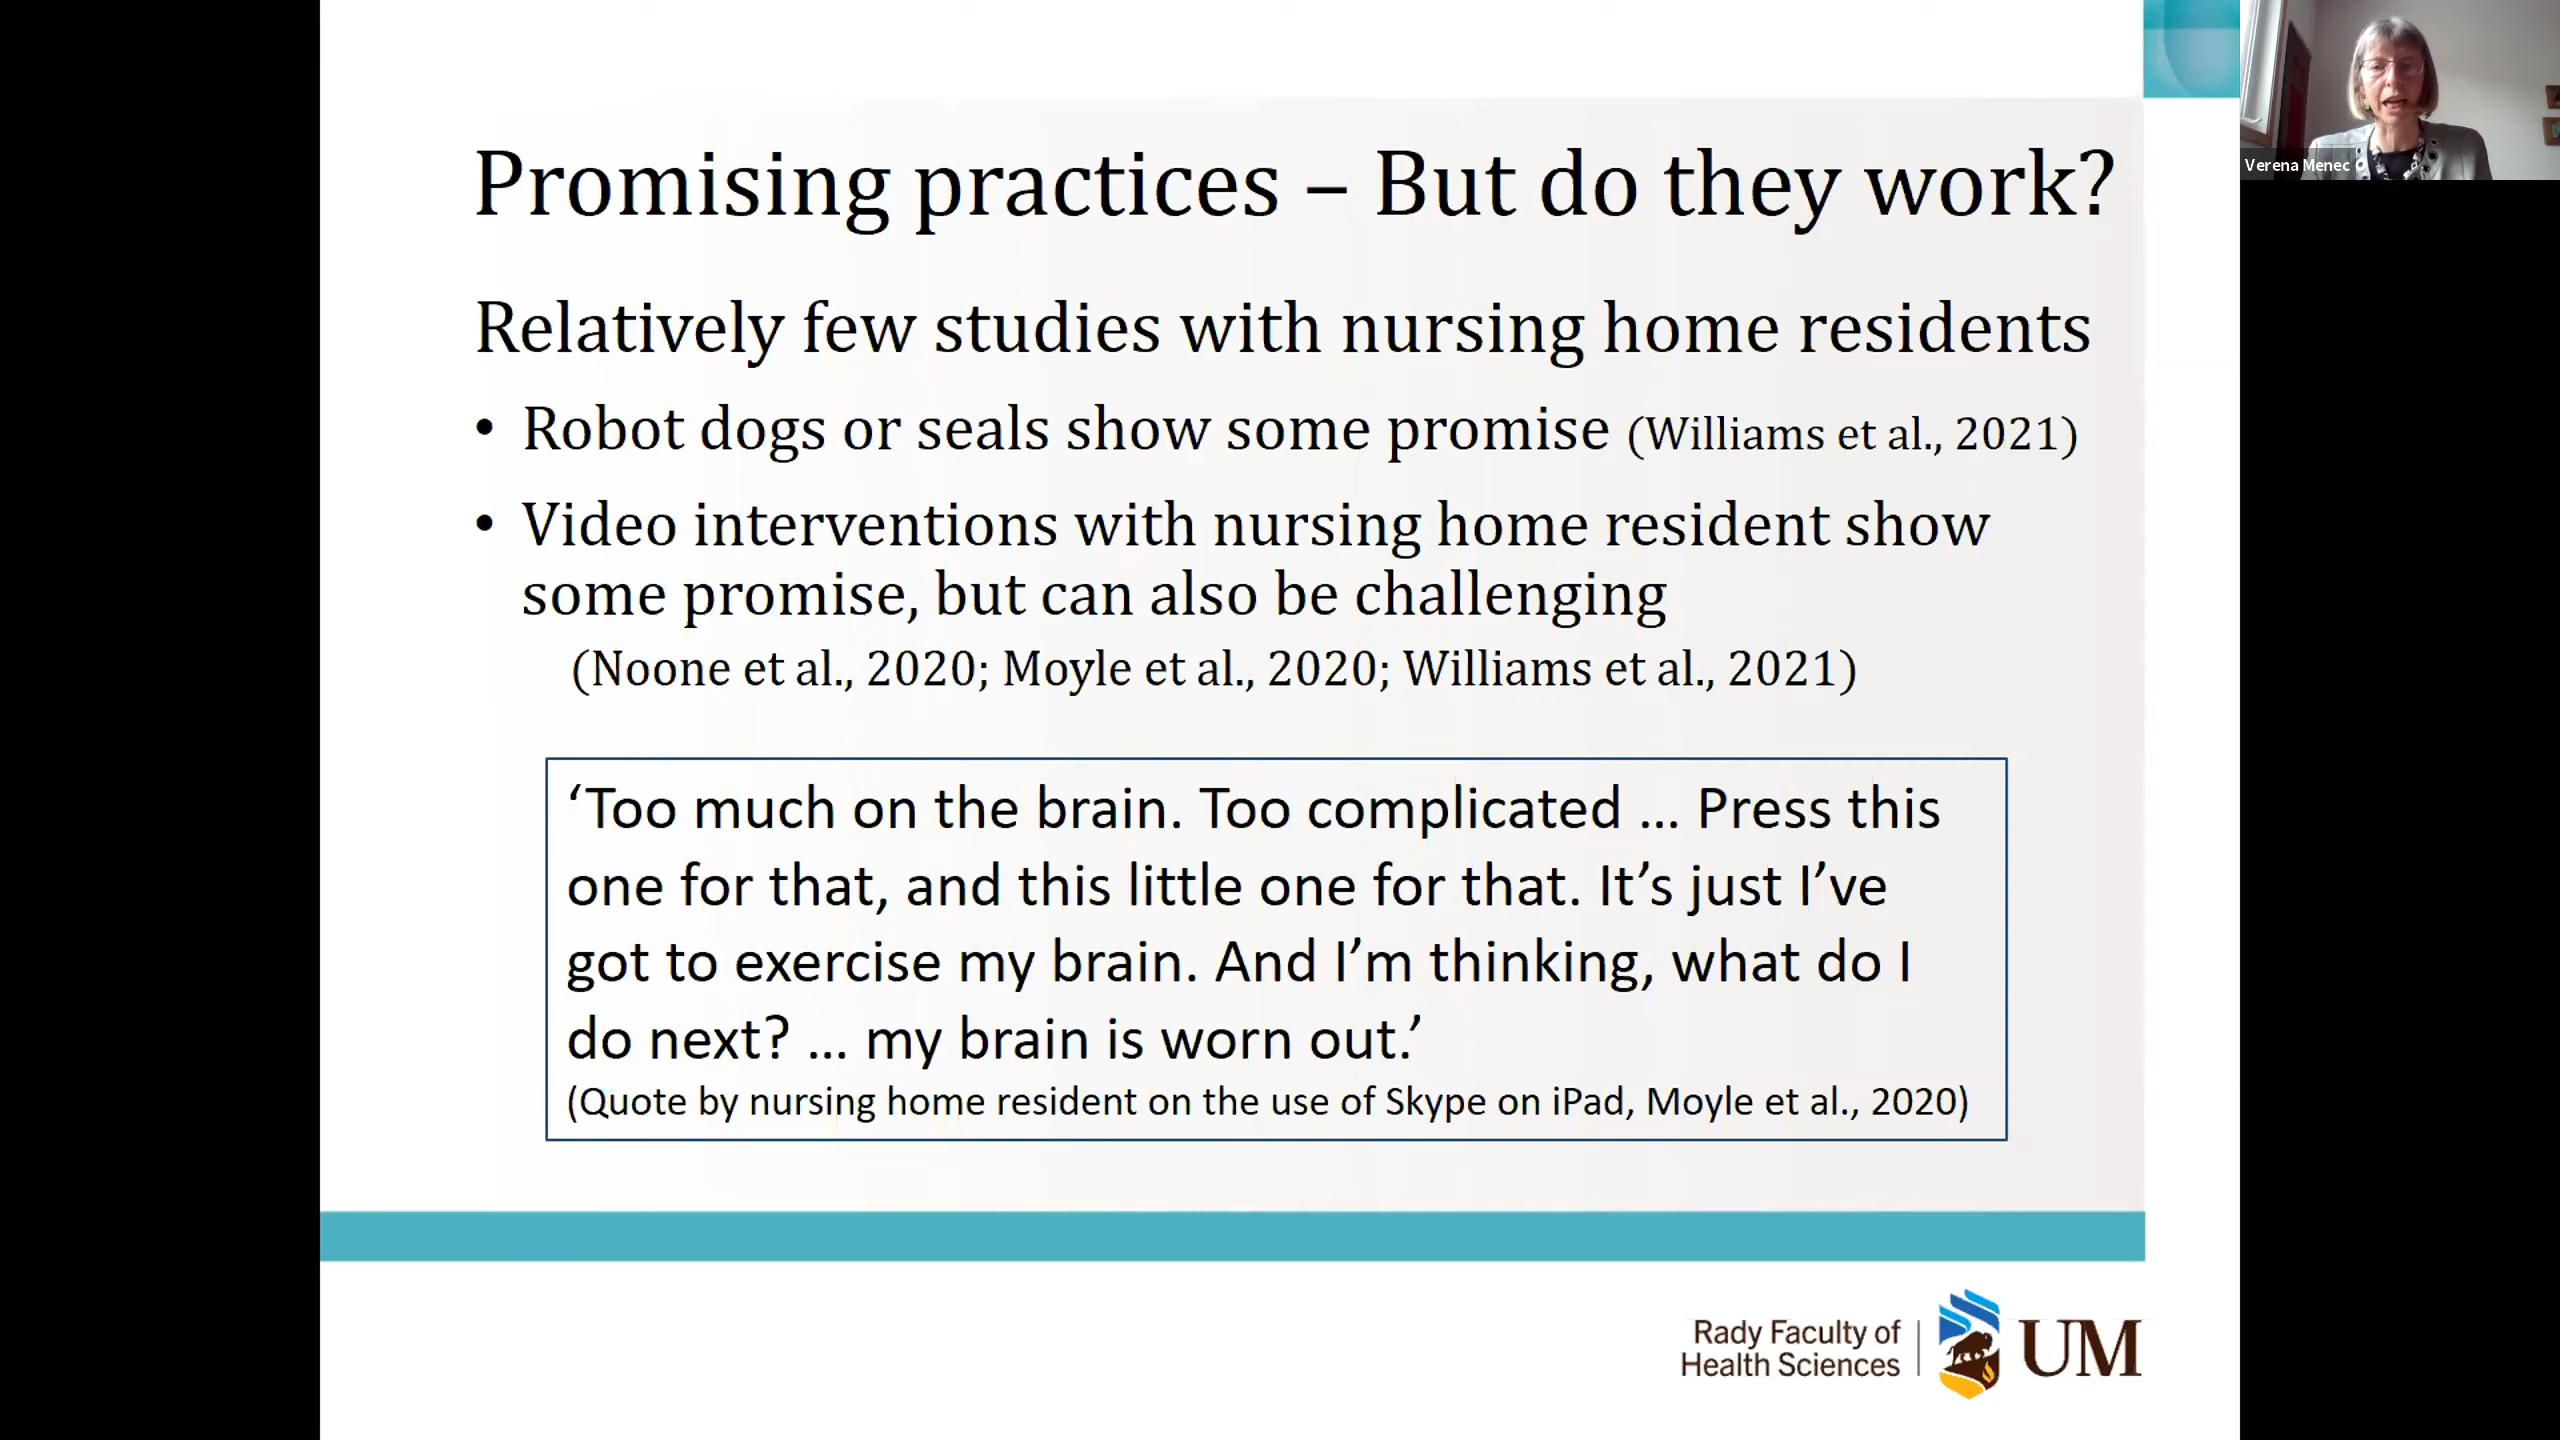 Promising practices – But do they work?
Relatively few studies with nursing home residents
• Robot dogs or seals show some promise (Williams et al., 2021)
• Video interventions with nursing home resident show
some promise, but can also be challenging
(Noone et al., 2020; Moyle et al., 2020; Williams et al., 2021)
‘Too much on the brain. Too complicated … Press this
one for that, and this little one for that. It’s just I’ve
got to exercise my brain. And I’m thinking, what do I
do next? … my brain is worn out.’
(Quote by nursing home resident on the use of Skype on iPad, Moyle et al., 2020)
Rady Faculty of
Health Sciences
UM
Verena Menec